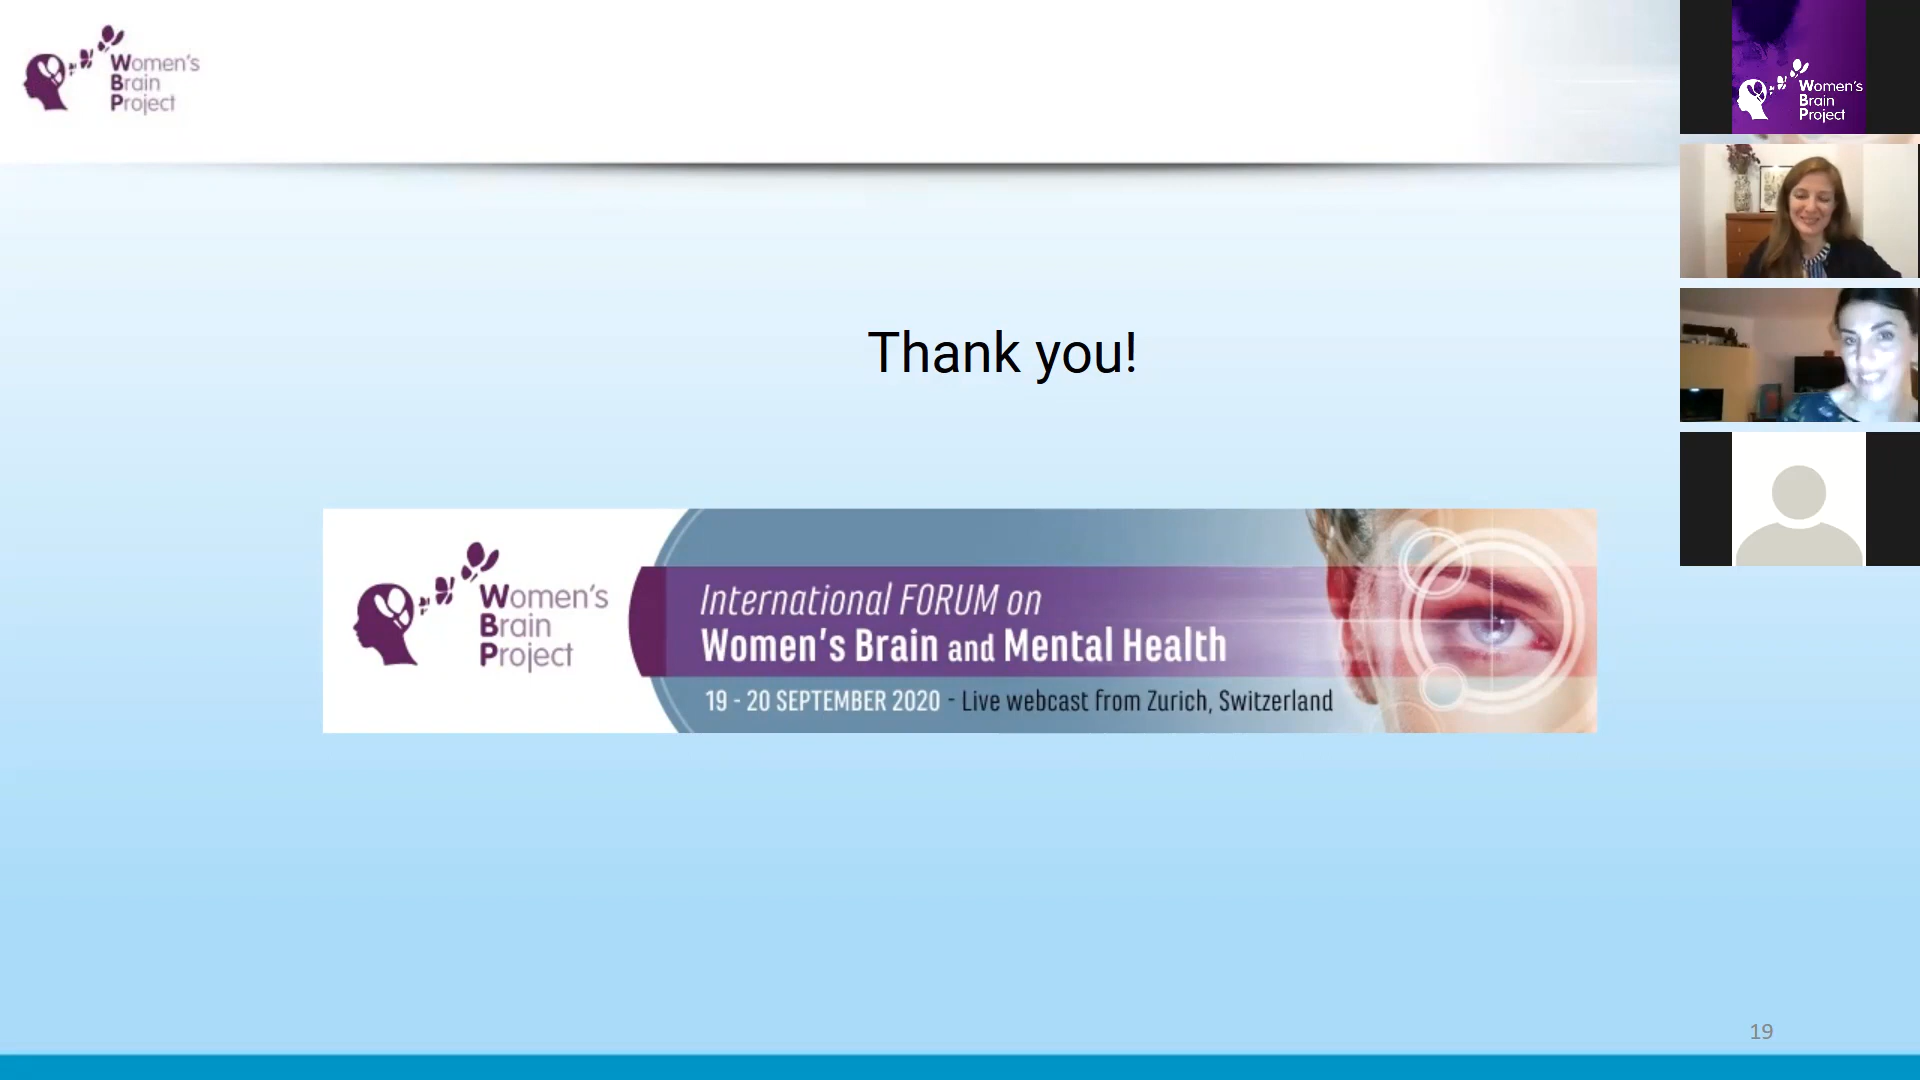 Women's
Brain
Project
Women's
Brain
Project
Thank you!
Women's
Brain
Project
International FORUM on
Women's Brain and Mental Health
19 - 20 SEPTEMBER 2020 - Live webcast from Zurich, Switzerland
19